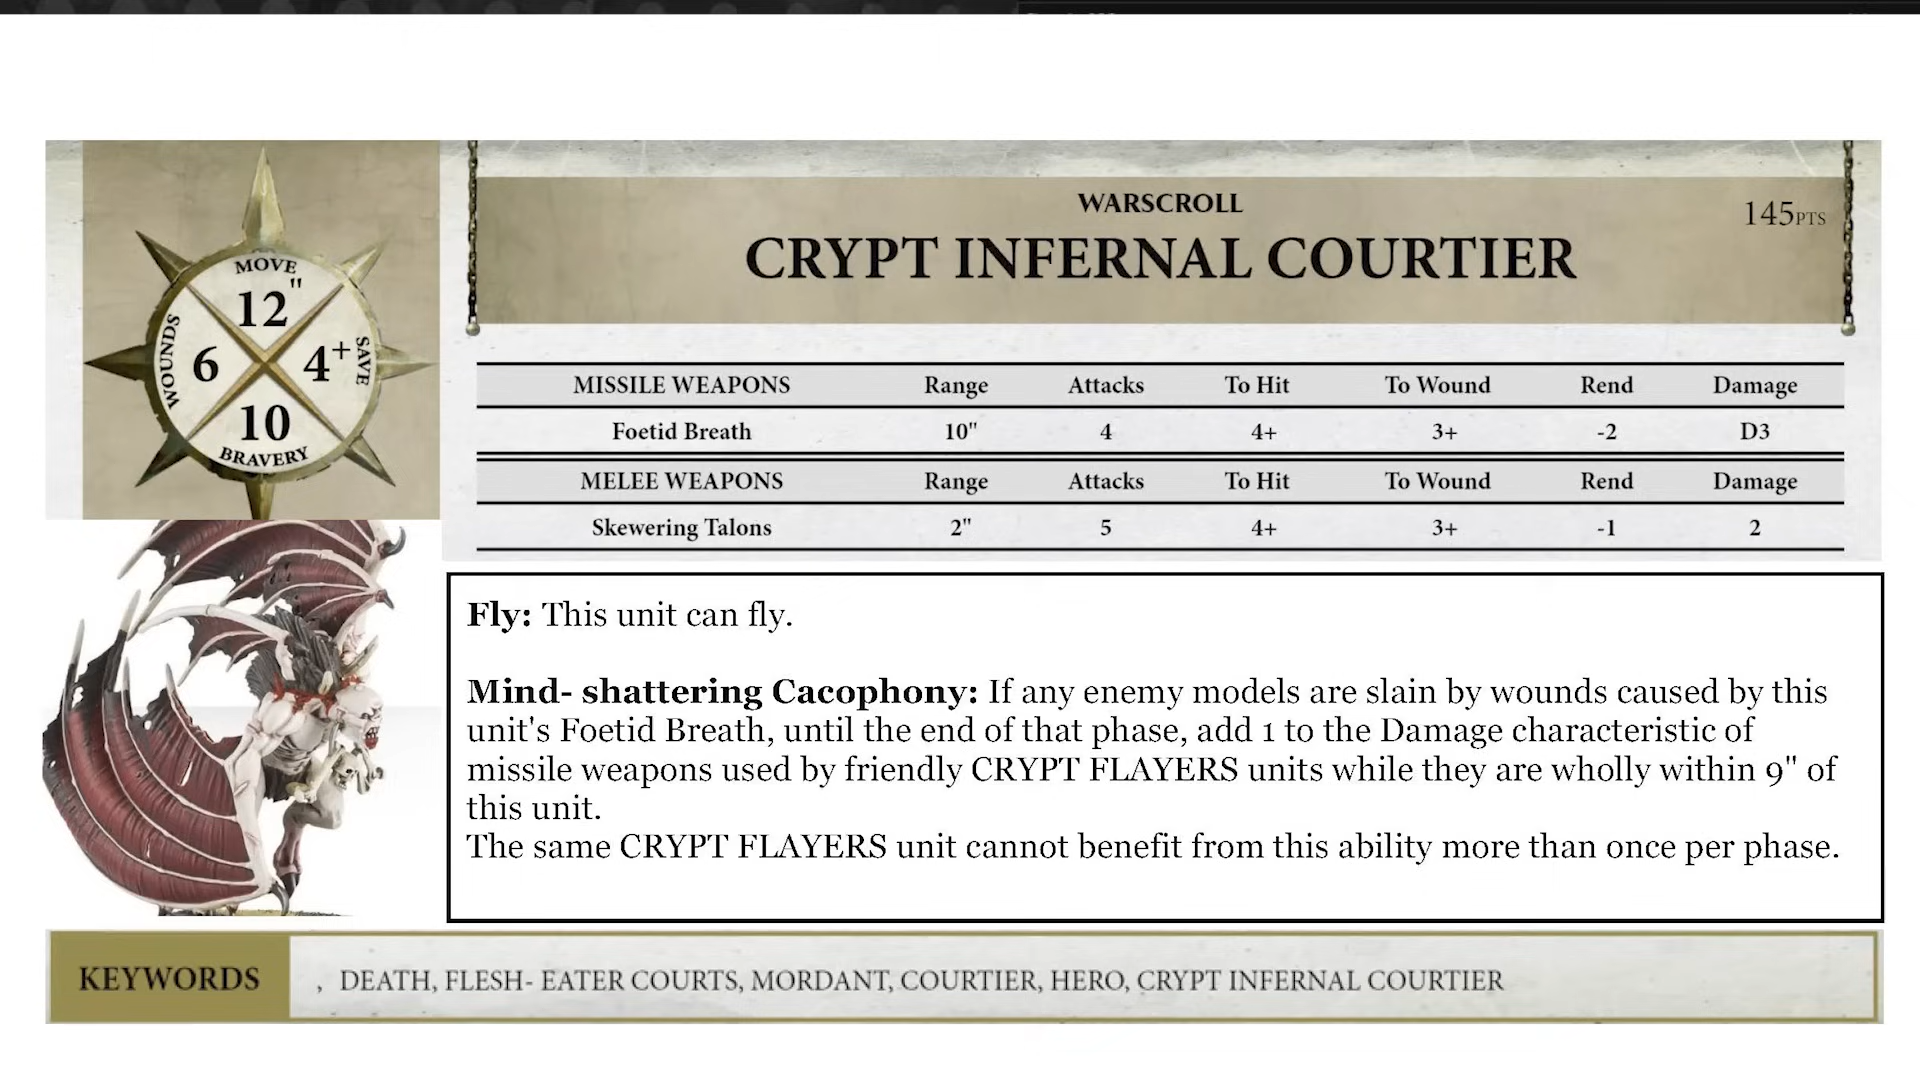 WARSCROLL
145PTS
CRYPT INFERNAL COURTIER
MOVE
12"
WOUNDS
6
4+
SAVE
10
BRAVERY
MISSILE WEAPONS Range Attacks To Hit To Wound Rend Damage
Foetid Breath 10" 4 4+ 3+ -2 D3
MELEE WEAPONS Range Attacks To Hit To Wound Rend Damage
Skewering Talons 2" 5 4+ 3+ -1 2
Fly: This unit can fly.
Mind- shattering Cacophony: If any enemy models are slain by wounds caused by this
unit's Foetid Breath, until the end of that phase, add 1 to the Damage characteristic of
missile weapons used by friendly CRYPT FLAYERS units while they are wholly within 9" of
this unit.
The same CRYPT FLAYERS unit cannot benefit from this ability more than once per phase.
KEYWORDS , DEATH, FLESH- EATER COURTS, MORDANT, COURTIER, HERO, CRYPT INFERNAL COURTIER